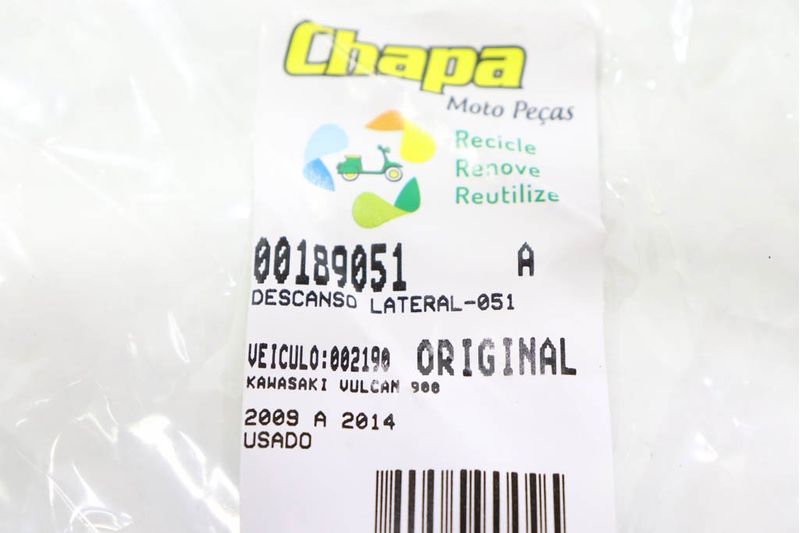 Chapa
Moto Peças
Recicle
Renove
Reutilize
00189051 A
DESCANSO LATERAL-051
VEICULO:002190 ORIGINAL
KAWASAKI VULCAN 900
2009 A 2014
USADO